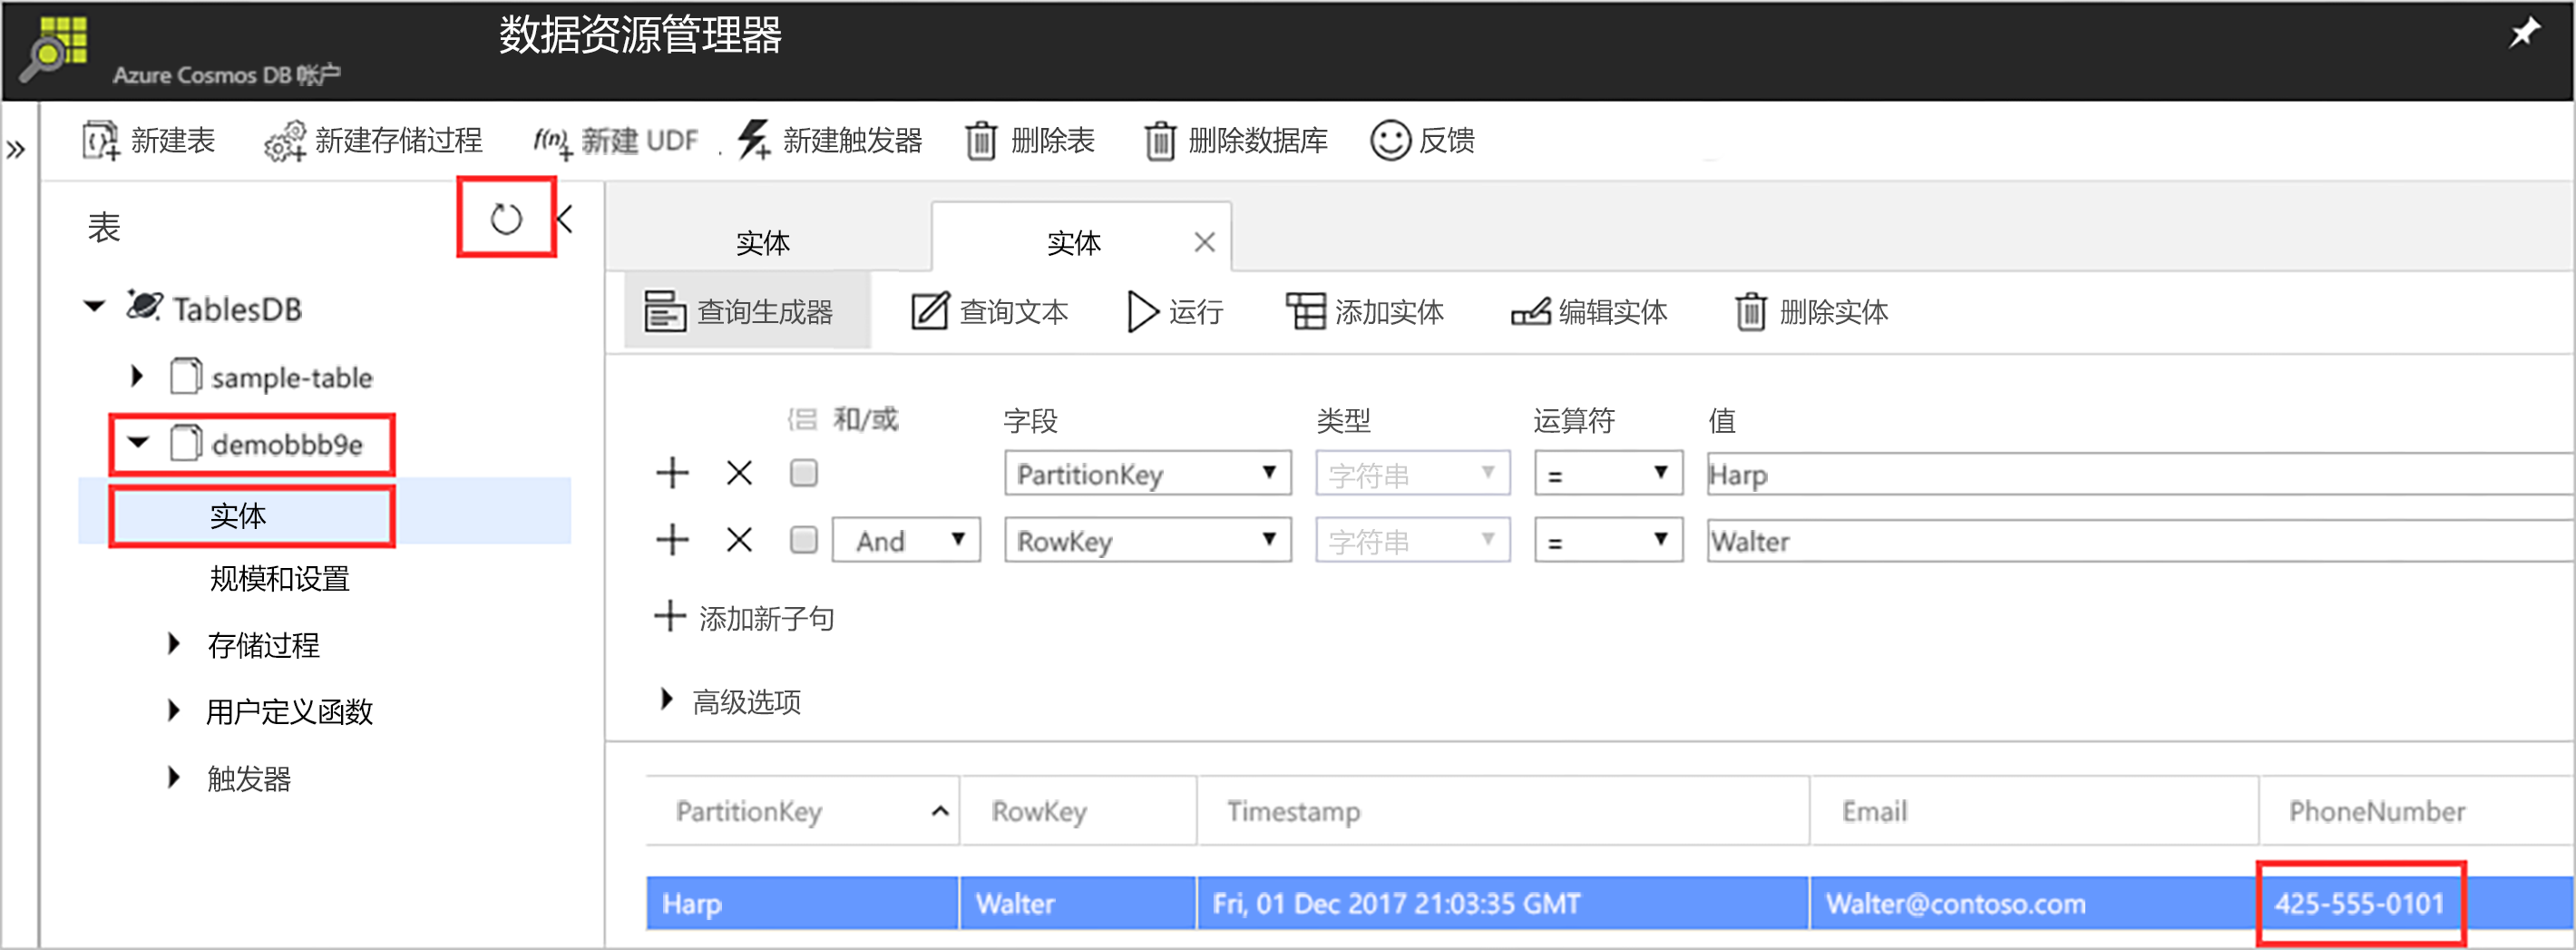 数据资源管理器
Azure Cosmos DB 帐户
新建表 新建存储过程 新建 UDF 新建触发器 删除表 删除数据库 反馈
表
TablesDB
sample-table
demobbb9e
实体
规模和设置
存储过程
用户定义函数
触发器
实体 实体
查询生成器 查询文本 运行 添加实体 编辑实体 删除实体
和/或 字段 类型 运算符 值
PartitionKey 字符串 = Harp
And RowKey 字符串 = Walter
添加新子句
高级选项
PartitionKey RowKey Timestamp Email PhoneNumber
Harp Walter Fri, 01 Dec 2017 21:03:35 GMT Walter@contoso.com 425-555-0101